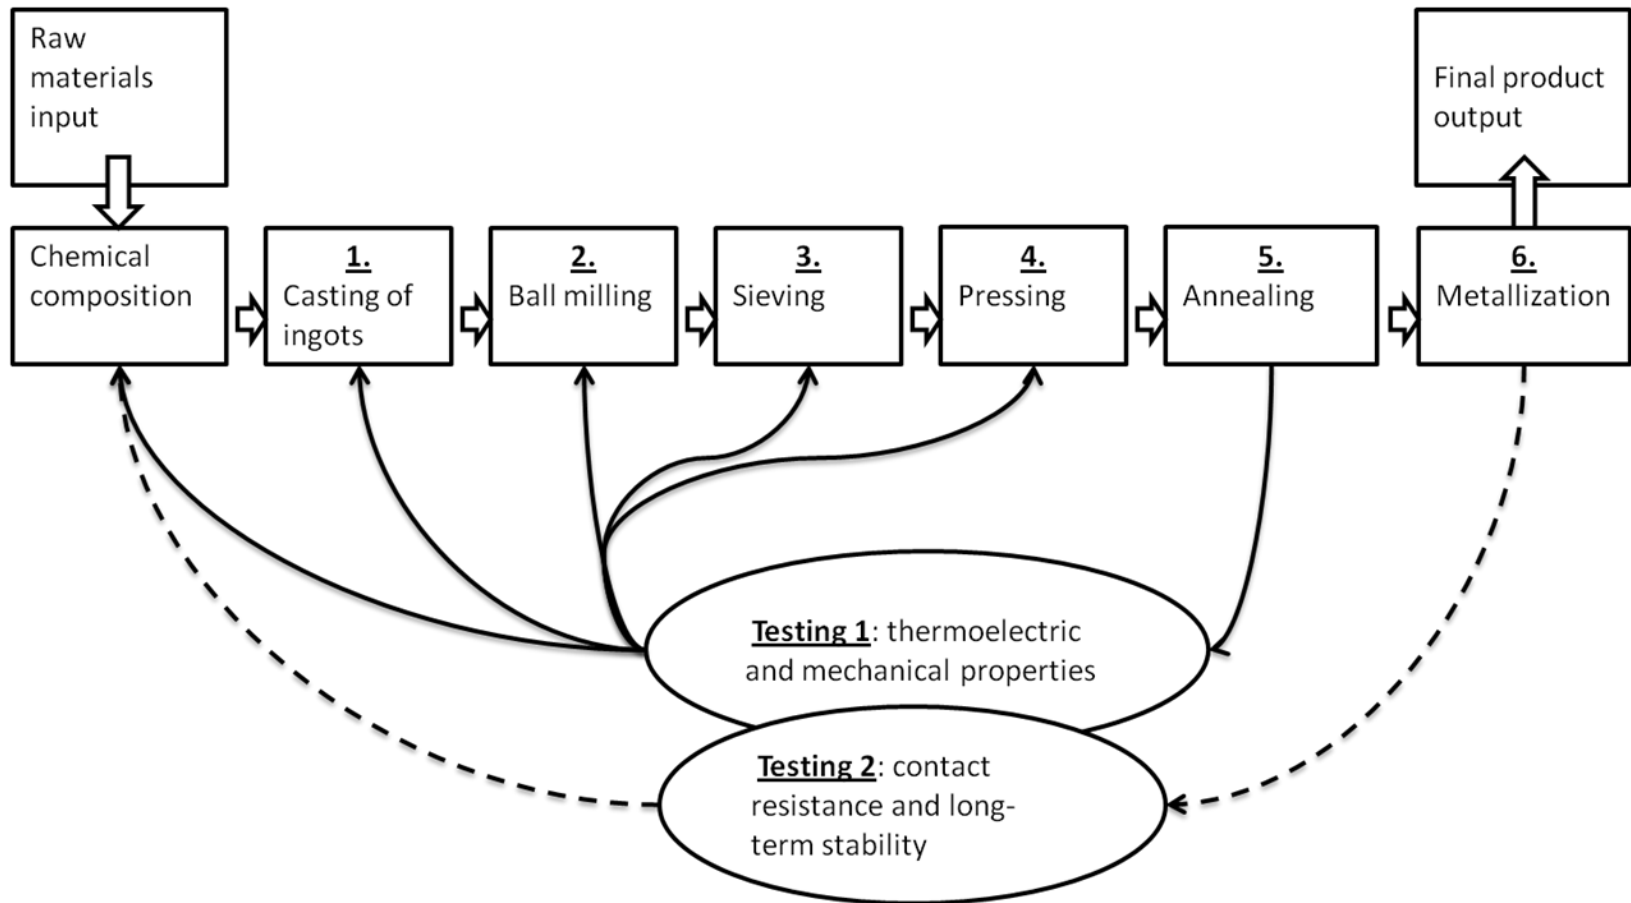 Raw
materials
input
Final product
output
Chemical
composition
1.
Casting of
ingots
2.
Ball milling
3.
Sieving
4.
Pressing
5.
Annealing
6.
Metallization
Testing 1: thermoelectric
and mechanical properties
Testing 2: contact
resistance and long-
term stability